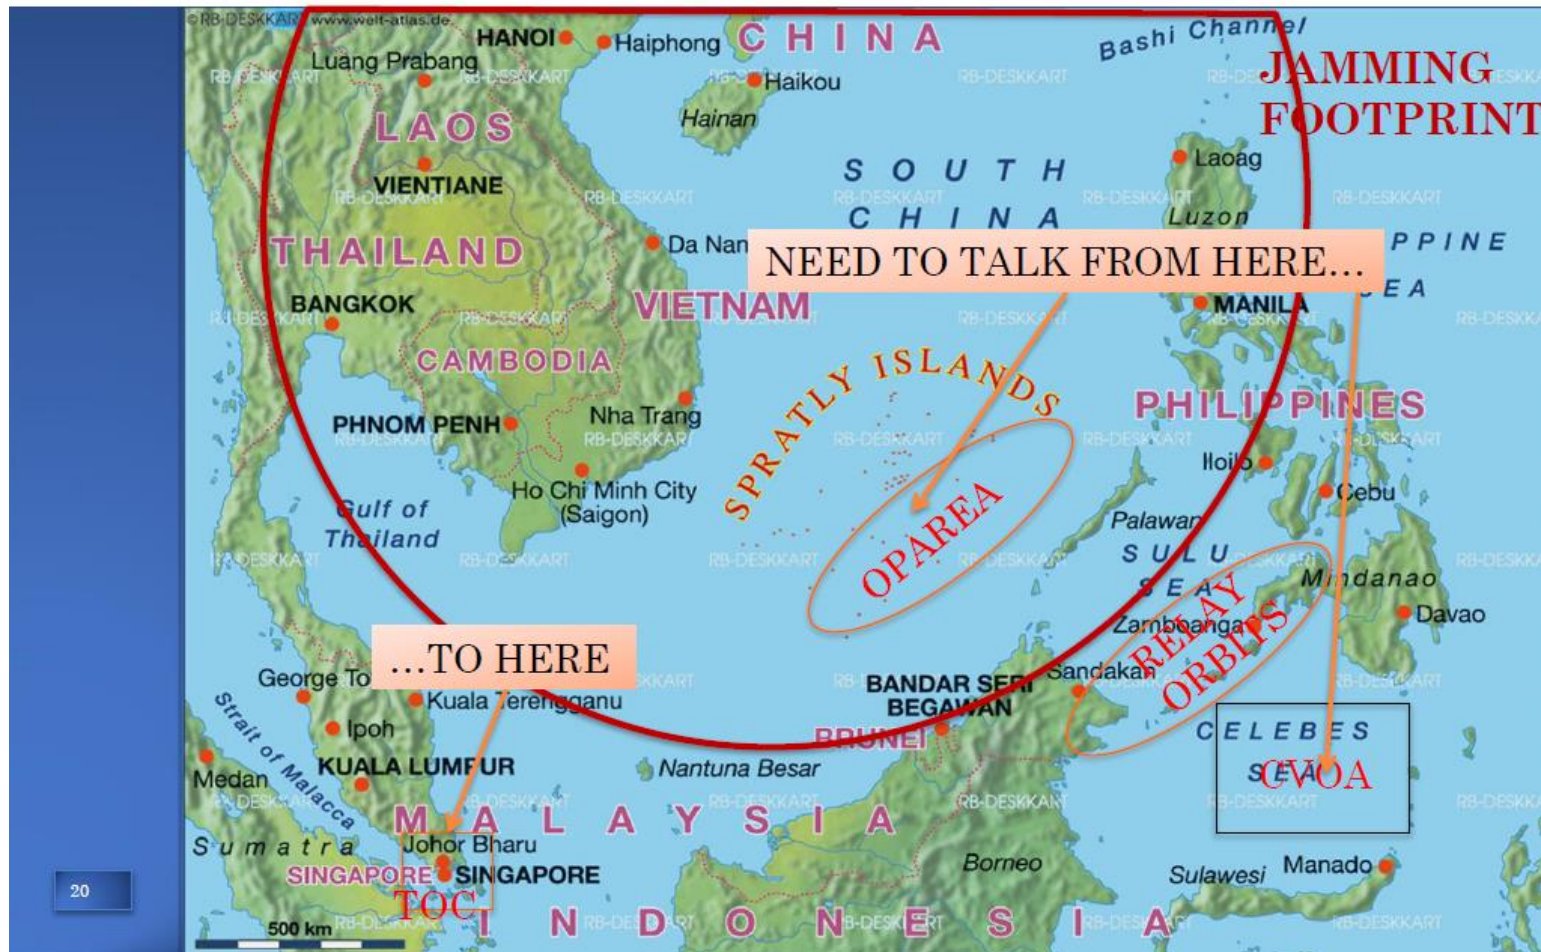 © RB-DESKKART www.welt-atlas.de
HANOI
Haiphong
CHINA
Bashi Channel
Luang Prabang
JAMMING
FOOTPRINT
Haikou
Hainan
LAOS
VIENTIANE
SOUTH
CHINA
Laoag
Luzon
THAILAND
Da Nan
NEED TO TALK FROM HERE…
PPINE
EA
BANGKOK
VIETNAM
MANILA
CAMBODIA
SPRATLY ISLANDS
PHILIPPINES
PHNOM PENH
Nha Trang
Iloilo
Cebu
Ho Chi Minh City
(Saigon)
Gulf of
Thailand
OPAREA
Palawan
SULU
SEA
Mindanao
Zamboanga
Davao
RELAY
ORBITS
…TO HERE
George To
Kuala Terengganu
Sandakan
BANDAR SERI
BEGAWAN
BRUNEI
Ipoh
Strait of Malacca
CELEBES
SEA
CVOA
Medan
KUALA LUMPUR
Nantuna Besar
MALAYSIA
Sumatra
Johor Bharu
Borneo
Sulawesi
Manado
SINGAPORE
SINGAPORE
TOC
INDONESIA
500 km
20
RB-DESKKART